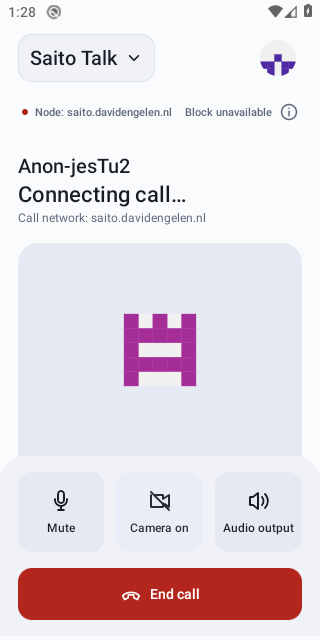 1:28
Saito Talk
Node: saito.davidengelen.nl Block unavailable
Anon-jesTu2
Connecting call...
Call network: saito.davidengelen.nl
Mute
Camera on
Audio output
End call